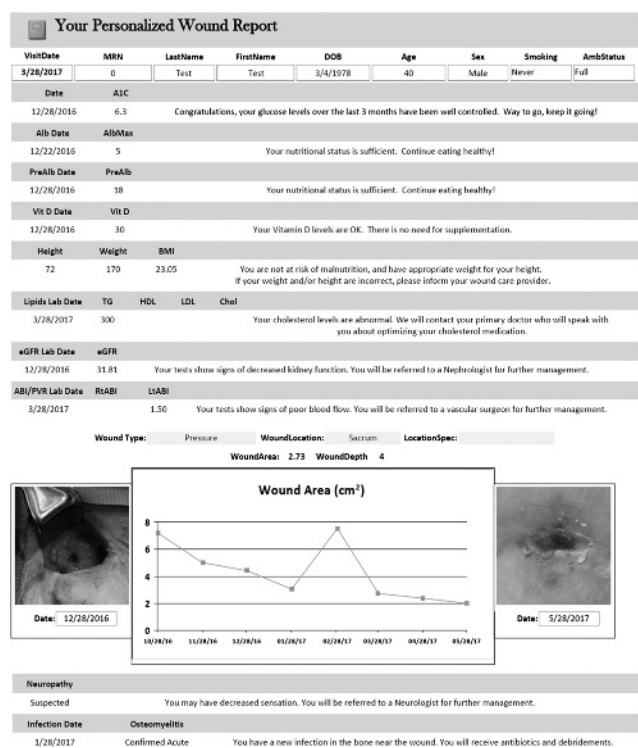 Your Personalized Wound Report
VisitDate MRN LastName FirstName DOB Age Sex Smoking AmbStatus
3/28/2017 0 Test Test 3/4/1978 40 Male Never Full
Date A1C
12/28/2016 6.3 Congratulations, your glucose levels over the last 3 months have been well controlled. Way to go, keep it going!
Alb Date AlbMax
12/22/2016 5 Your nutritional status is sufficient. Continue eating healthy!
PreAlb Date PreAlb
12/28/2016 18 Your nutritional status is sufficient. Continue eating healthy!
Vit D Date Vit D
12/28/2016 30 Your Vitamin D levels are OK. There is no need for supplementation.
Height Weight BMI
72 170 23.05 You are not at risk of malnutrition, and have appropriate weight for your height.
If your weight and/or height are incorrect, please inform your wound care provider.
Lipids Lab Date TG HDL LDL Chol
3/28/2017 300 Your cholesterol levels are abnormal. We will contact your primary doctor who will speak with
you about optimizing your cholesterol medication.
eGFR Lab Date eGFR
12/28/2016 31.81 Your tests show signs of decreased kidney function. You will be referred to a Nephrologist for further management.
ABI/PVR Lab Date RtABI LtABI
3/28/2017 1.50 Your tests show signs of poor blood flow. You will be referred to a vascular surgeon for further management.
Wound Type: Pressure WoundLocation: Sacrum LocationSpec:
WoundArea: 2.73 WoundDepth 4
Wound Area (cm²)
8
6
4
2
0
10/28/16 11/28/16 12/28/16 01/28/17 02/28/17 03/28/17 04/28/17 05/28/17
Date: 12/28/2016
Date: 5/28/2017
Neuropathy
Suspected You may have decreased sensation. You will be referred to a Neurologist for further management.
Infection Date Osteomyelitis
1/28/2017 Confirmed Acute You have a new infection in the bone near the wound. You will receive antibiotics and debridements.